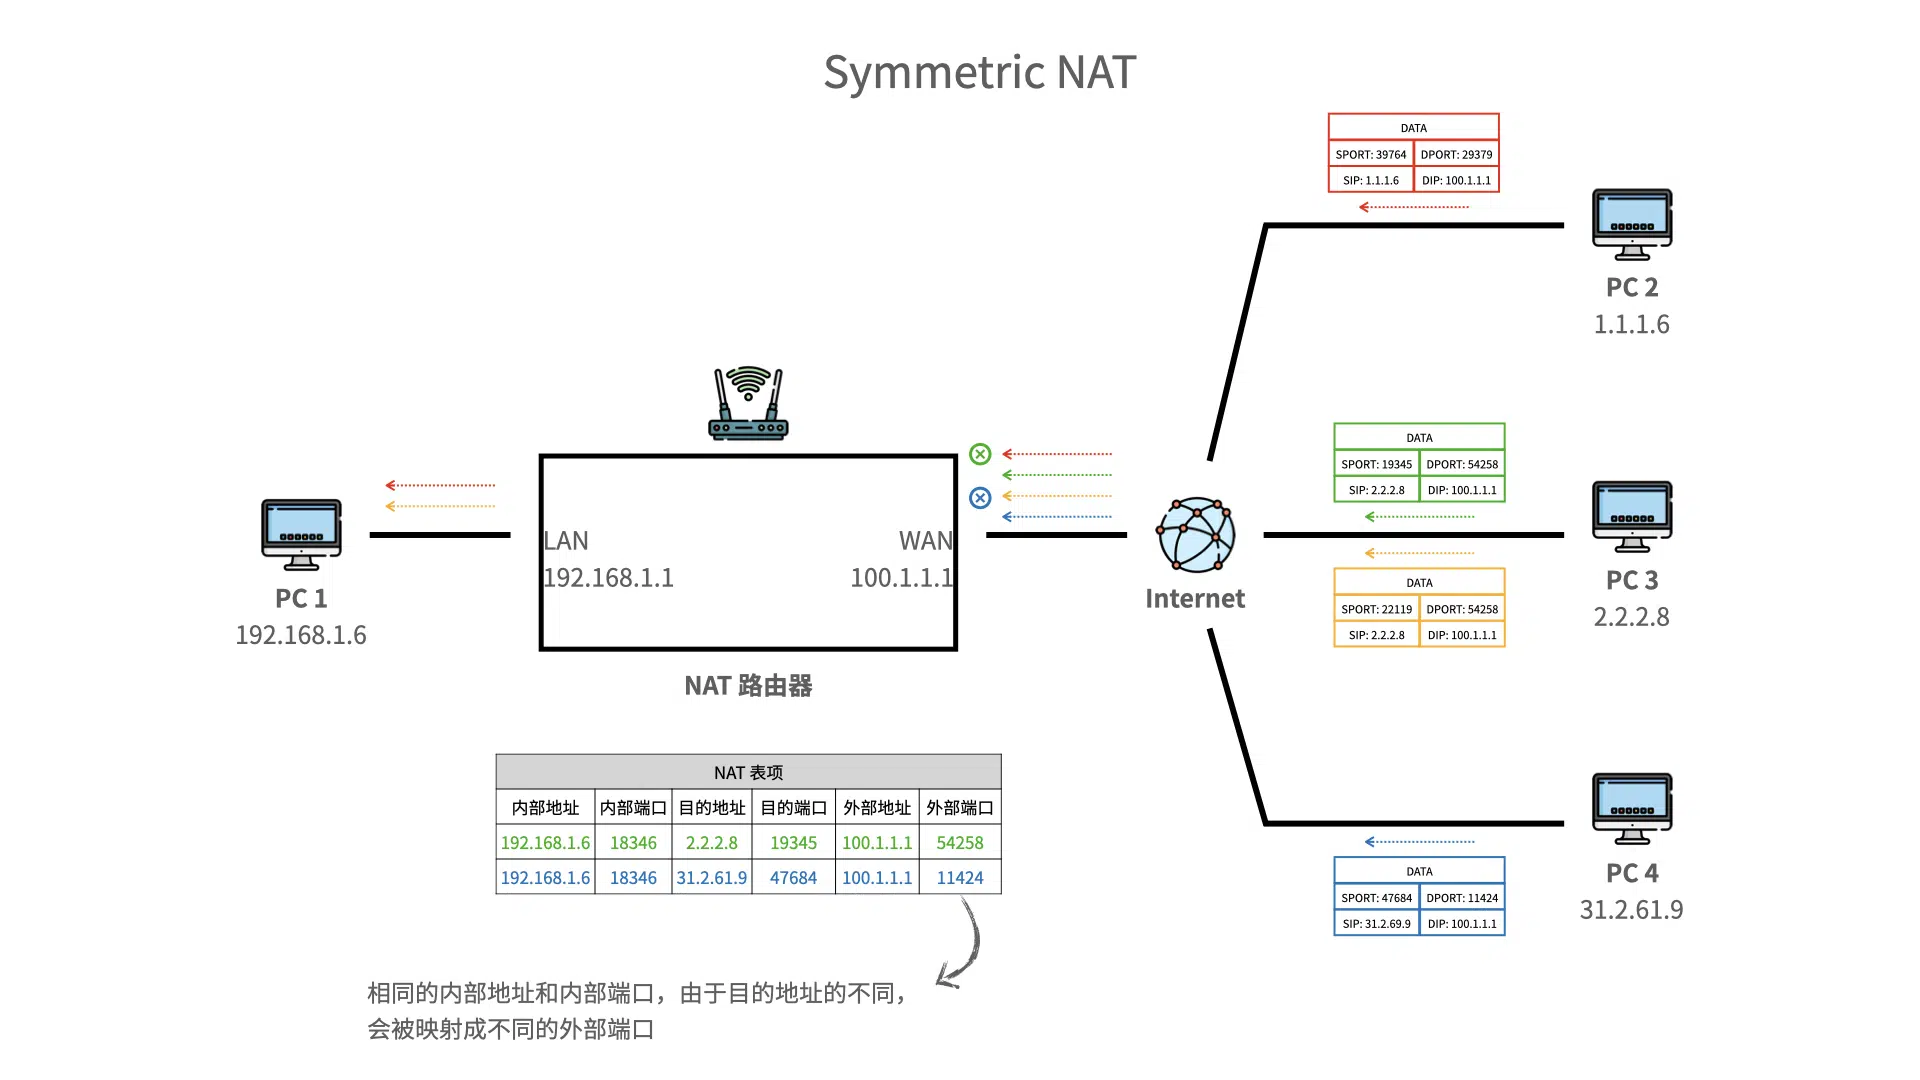 Symmetric NAT
DATA
SPORT: 39764 DPORT: 29379
SIP: 1.1.1.6 DIP: 100.1.1.1
PC 2
1.1.1.6
DATA
SPORT: 19345 DPORT: 54258
SIP: 2.2.2.8 DIP: 100.1.1.1
LAN
192.168.1.1
WAN
100.1.1.1
PC 1
192.168.1.6
Internet
DATA
SPORT: 22119 DPORT: 54258
SIP: 2.2.2.8 DIP: 100.1.1.1
PC 3
2.2.2.8
NAT 路由器
NAT 表项
内部地址 内部端口 目的地址 目的端口 外部地址 外部端口
192.168.1.6 18346 2.2.2.8 19345 100.1.1.1 54258
192.168.1.6 18346 31.2.61.9 47684 100.1.1.1 11424
DATA
SPORT: 47684 DPORT: 11424
SIP: 31.2.69.9 DIP: 100.1.1.1
PC 4
31.2.61.9
相同的内部地址和内部端口，由于目的地址的不同，
会被映射成不同的外部端口